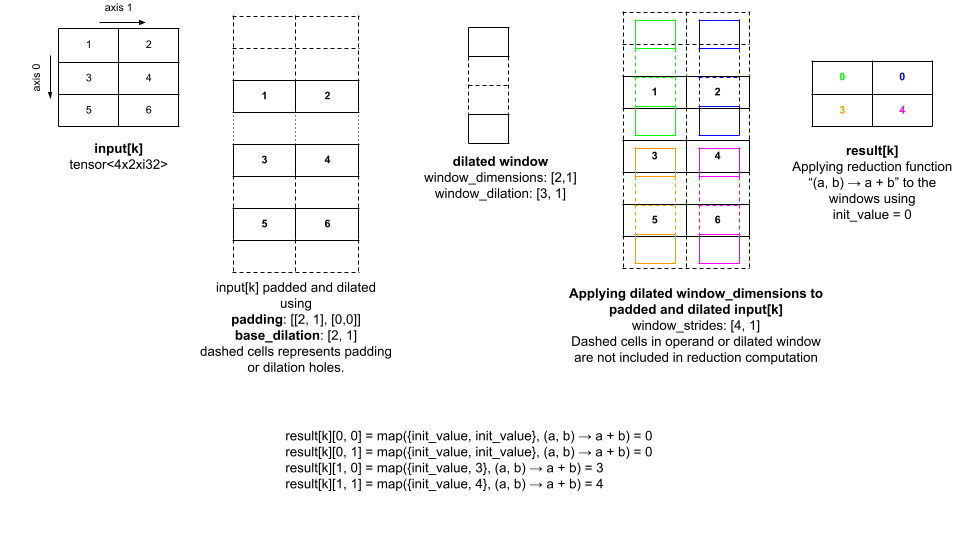 axis 1
axis 0
1 2
3 4
5 6
input[k]
tensor<4x2xi32>
1 2
3 4
5 6
input[k] padded and dilated
using
padding: [[2, 1], [0,0]]
base_dilation: [2, 1]
dashed cells represents padding
or dilation holes.
dilated window
window_dimensions: [2,1]
window_dilation: [3, 1]
1 2
3 4
5 6
Applying dilated window_dimensions to
padded and dilated input[k]
window_strides: [4, 1]
Dashed cells in operand or dilated window
are not included in reduction computation
0 0
3 4
result[k]
Applying reduction function
“(a, b) → a + b” to the
windows using
init_value = 0
result[k][0, 0] = map({init_value, init_value}, (a, b) → a + b) = 0
result[k][0, 1] = map({init_value, init_value}, (a, b) → a + b) = 0
result[k][1, 0] = map({init_value, 3}, (a, b) → a + b) = 3
result[k][1, 1] = map({init_value, 4}, (a, b) → a + b) = 4